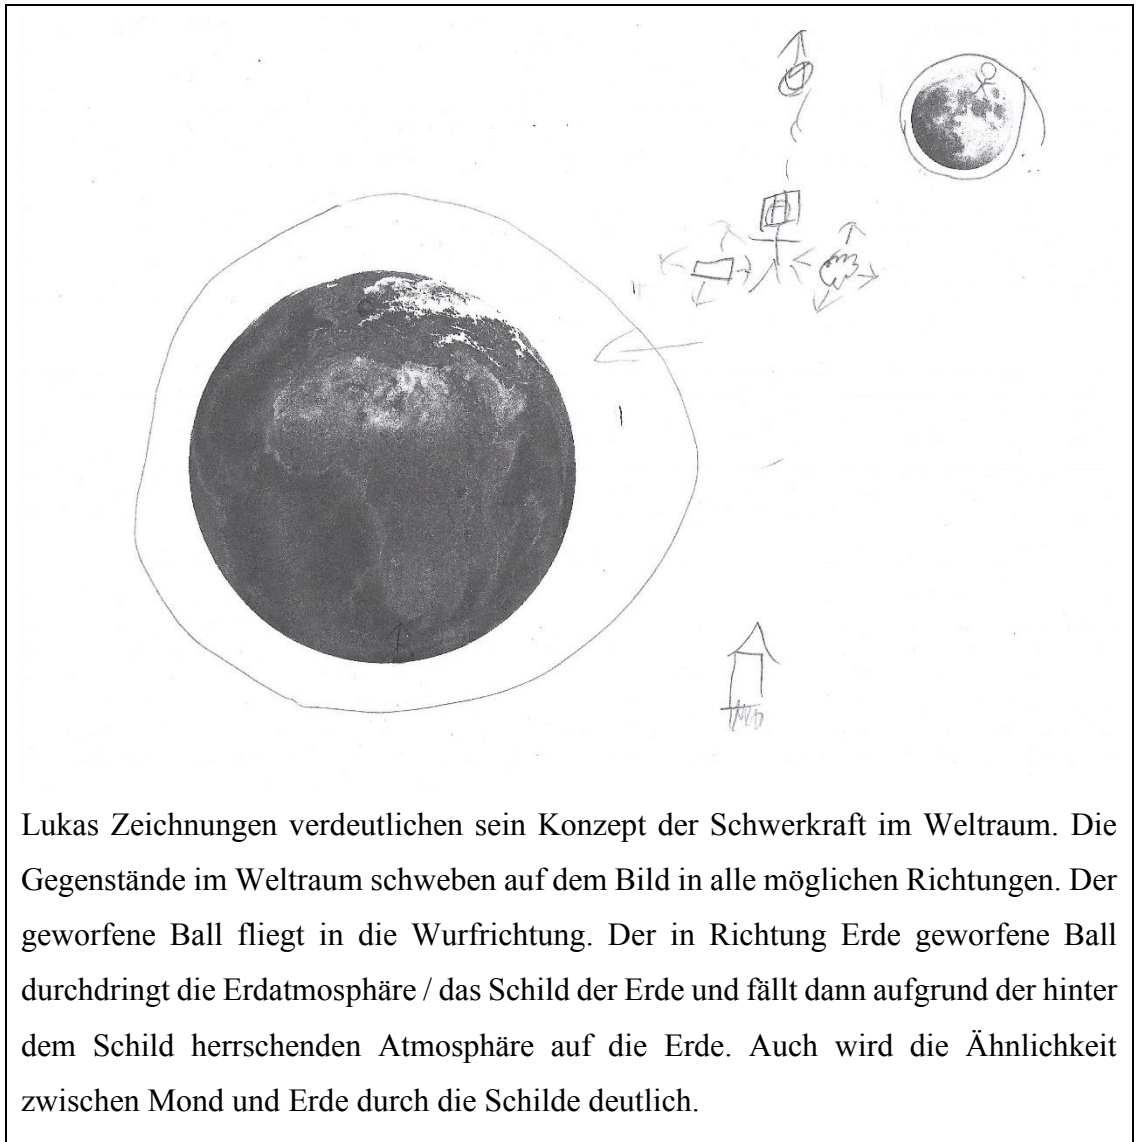 Lukas Zeichnungen verdeutlichen sein Konzept der Schwerkraft im Weltraum. Die
Gegenstände im Weltraum schweben auf dem Bild in alle möglichen Richtungen. Der
geworfene Ball fliegt in die Wurfrichtung. Der in Richtung Erde geworfene Ball
durchdringt die Erdatmosphäre / das Schild der Erde und fällt dann aufgrund der hinter
dem Schild herrschenden Atmosphäre auf die Erde. Auch wird die Ähnlichkeit
zwischen Mond und Erde durch die Schilde deutlich.